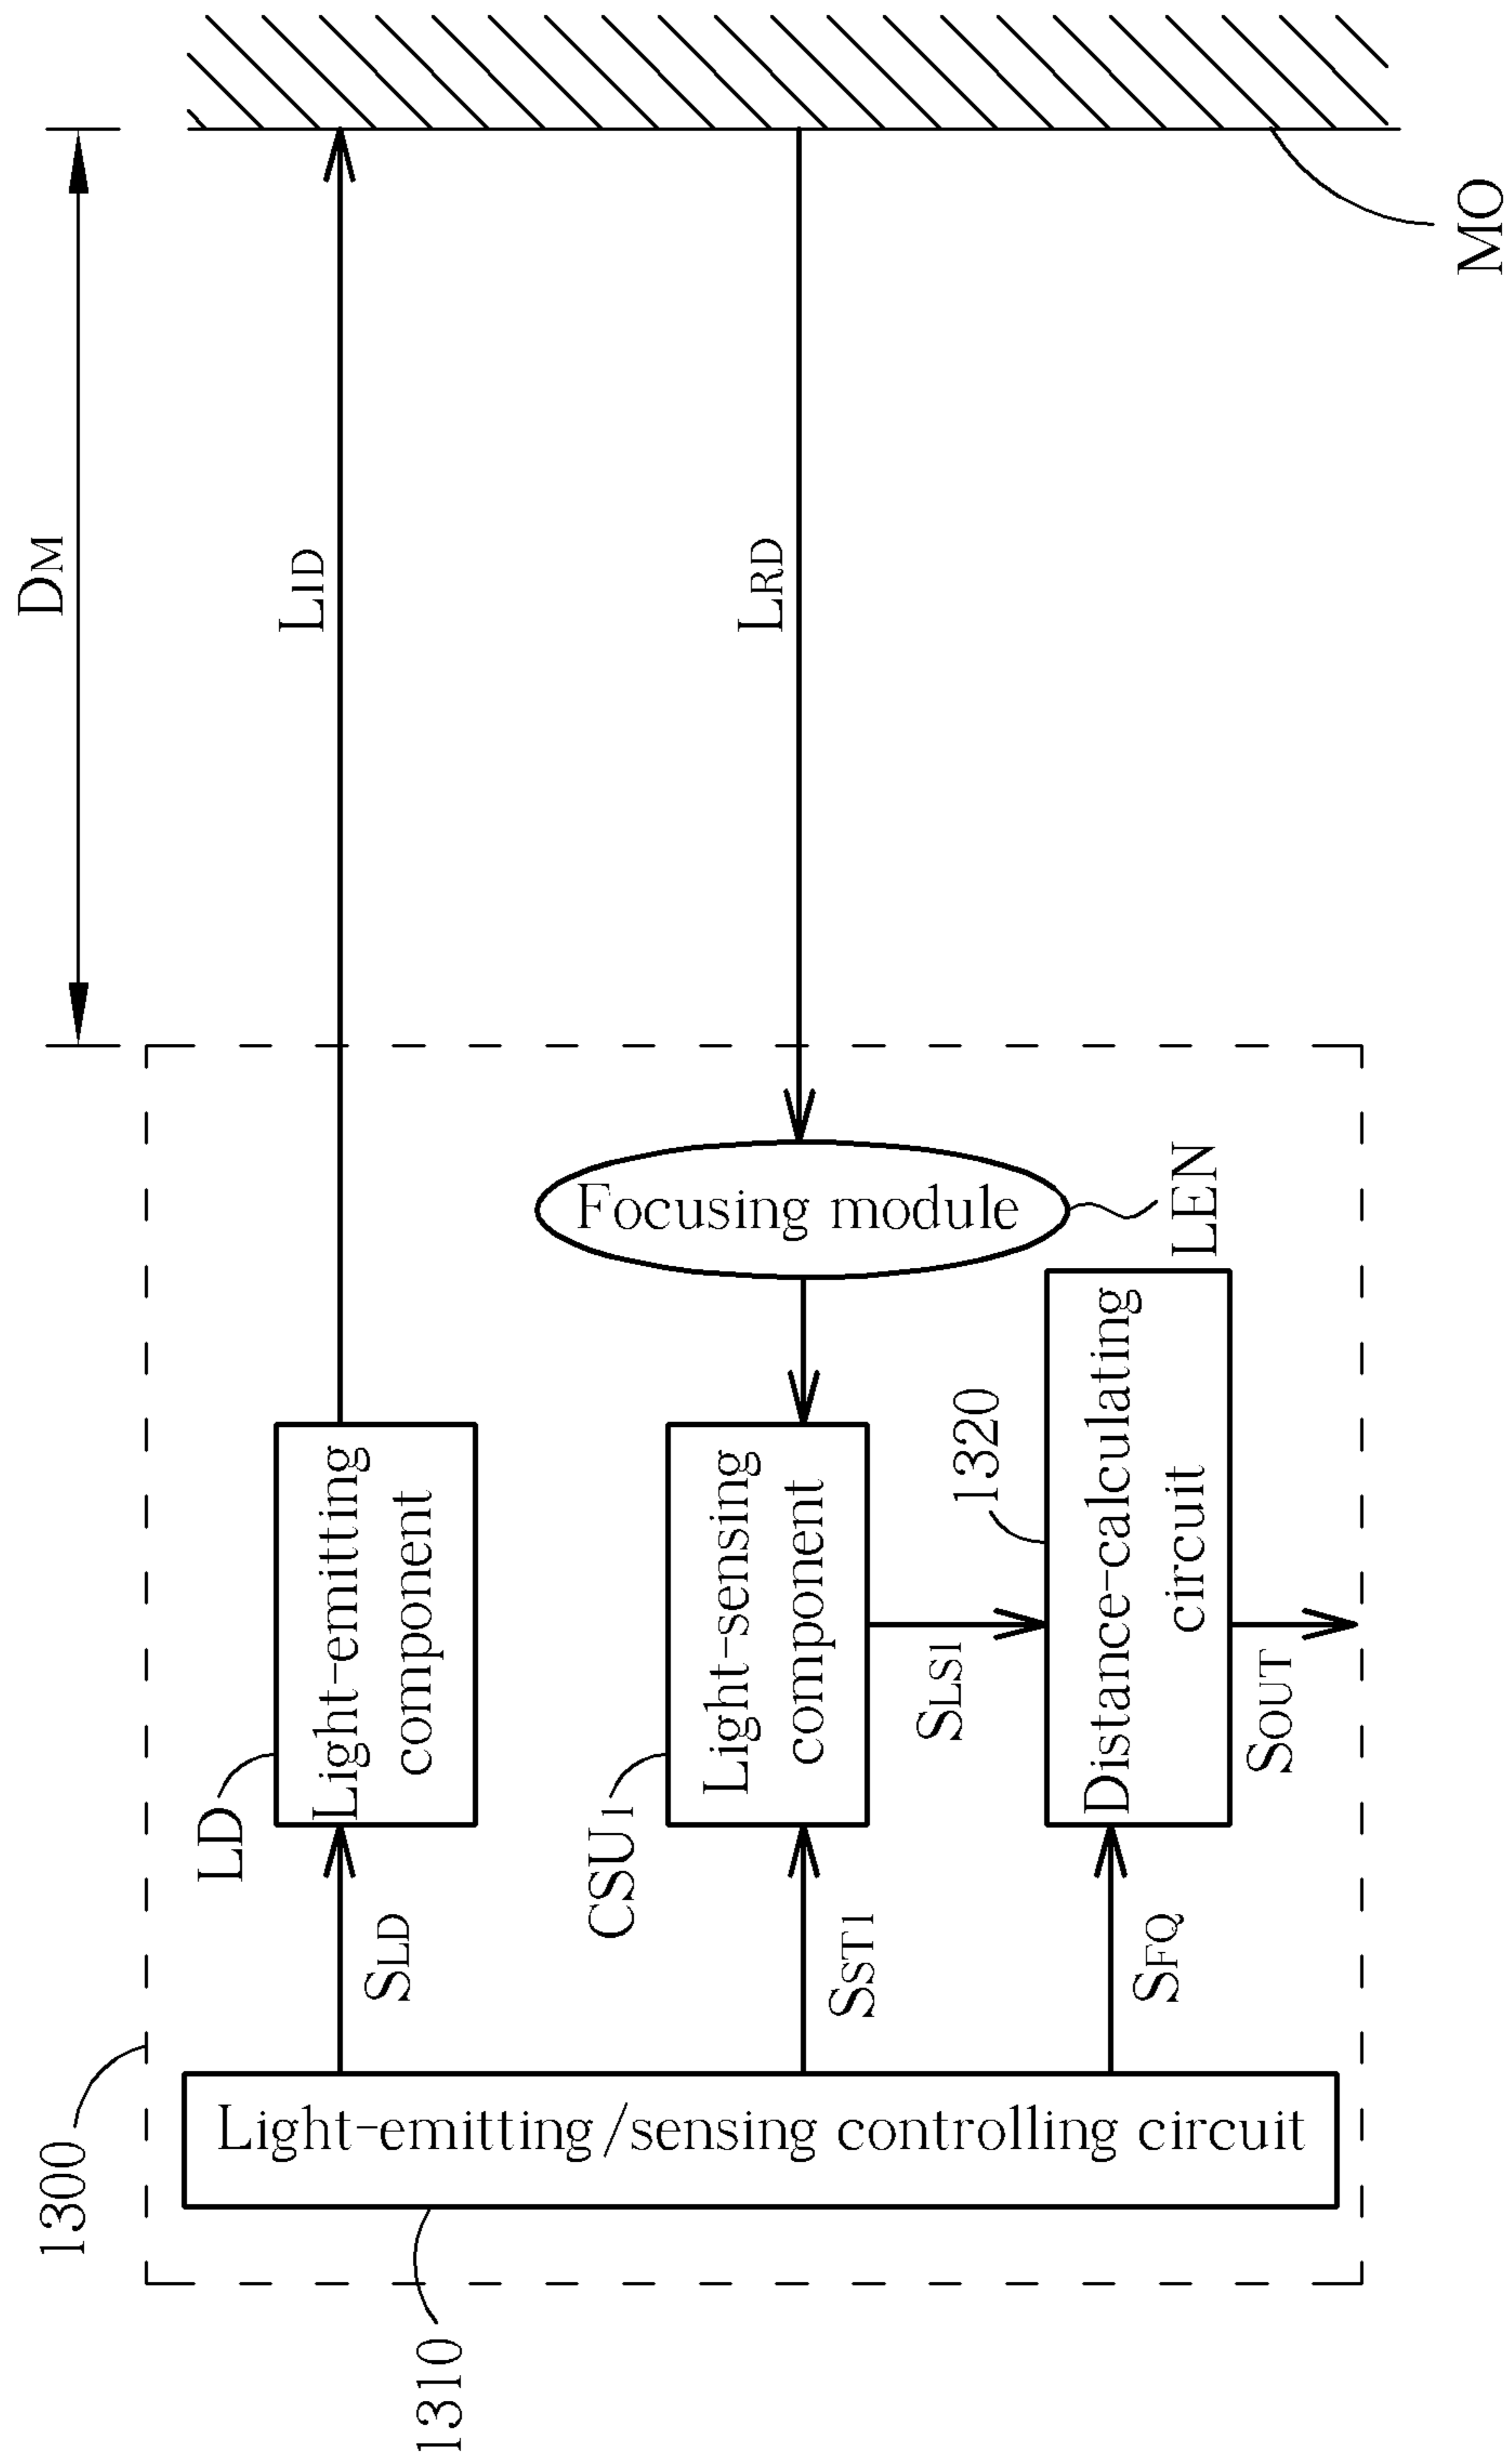 DM
LID
LRD
MO
1300
LD
Light-emitting
component
SLD
Focusing module
LEN
CSU1
Light-sensing
component
SST1
SLS1
1320
Distance-calculating
circuit
SFQ
SOUT
Light-emitting/sensing controlling circuit
1310